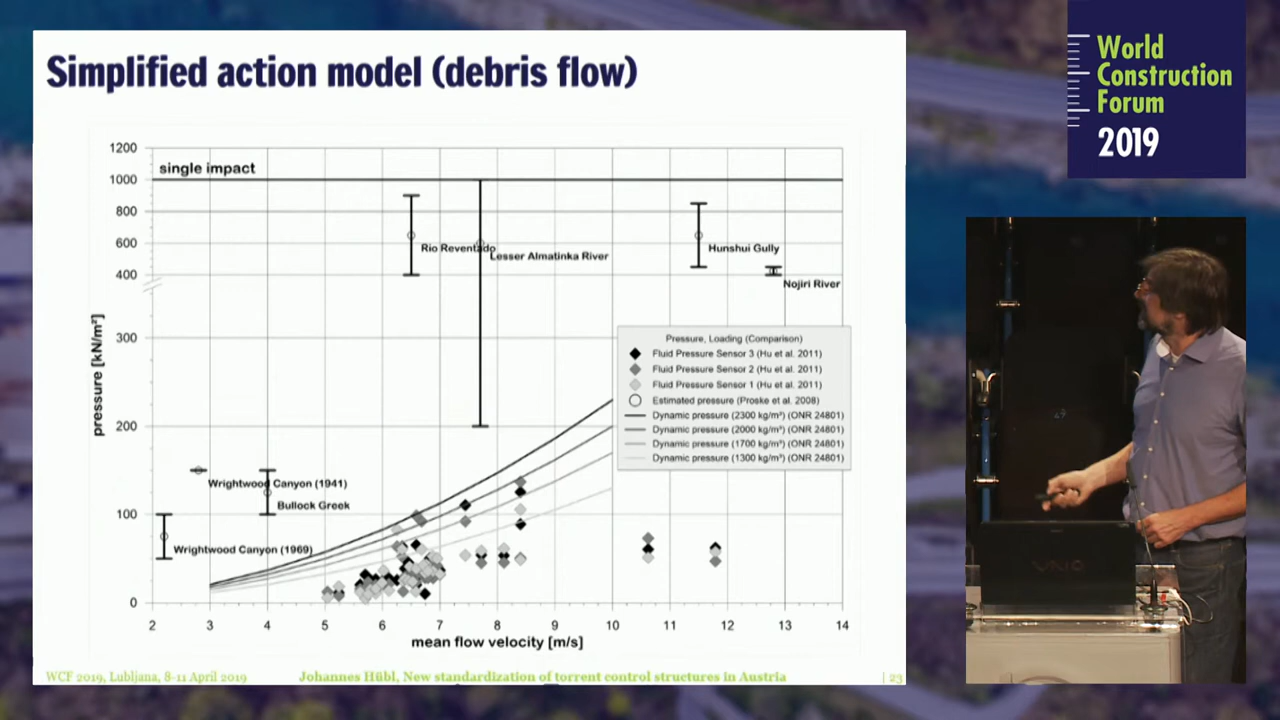 Simplified action model (debris flow)
World
Construction
Forum
2019
1200
single impact
1000
800
600
400
300
200
100
0
pressure [kN/m²]
Rio Reventado
Lesser Almatinka River
Hunshui Gully
Nojiri River
Wrightwood Canyon (1941)
Bullock Greek
Wrightwood Canyon (1969)
Pressure, Loading (Comparison)
Fluid Pressure Sensor 3 (Hu et al. 2011)
Fluid Pressure Sensor 2 (Hu et al. 2011)
Fluid Pressure Sensor 1 (Hu et al. 2011)
Estimated pressure (Proske et al. 2008)
Dynamic pressure (2300 kg/m³) (ONR 24801)
Dynamic pressure (2000 kg/m³) (ONR 24801)
Dynamic pressure (1700 kg/m³) (ONR 24801)
Dynamic pressure (1300 kg/m³) (ONR 24801)
2 3 4 5 6 7 8 9 10 11 12 13 14
mean flow velocity [m/s]
WCF 2019, Lubljana, 8-11 April 2019
Johannes Hübl, New standardization of torrent control structures in Austria
| 23
VAIO